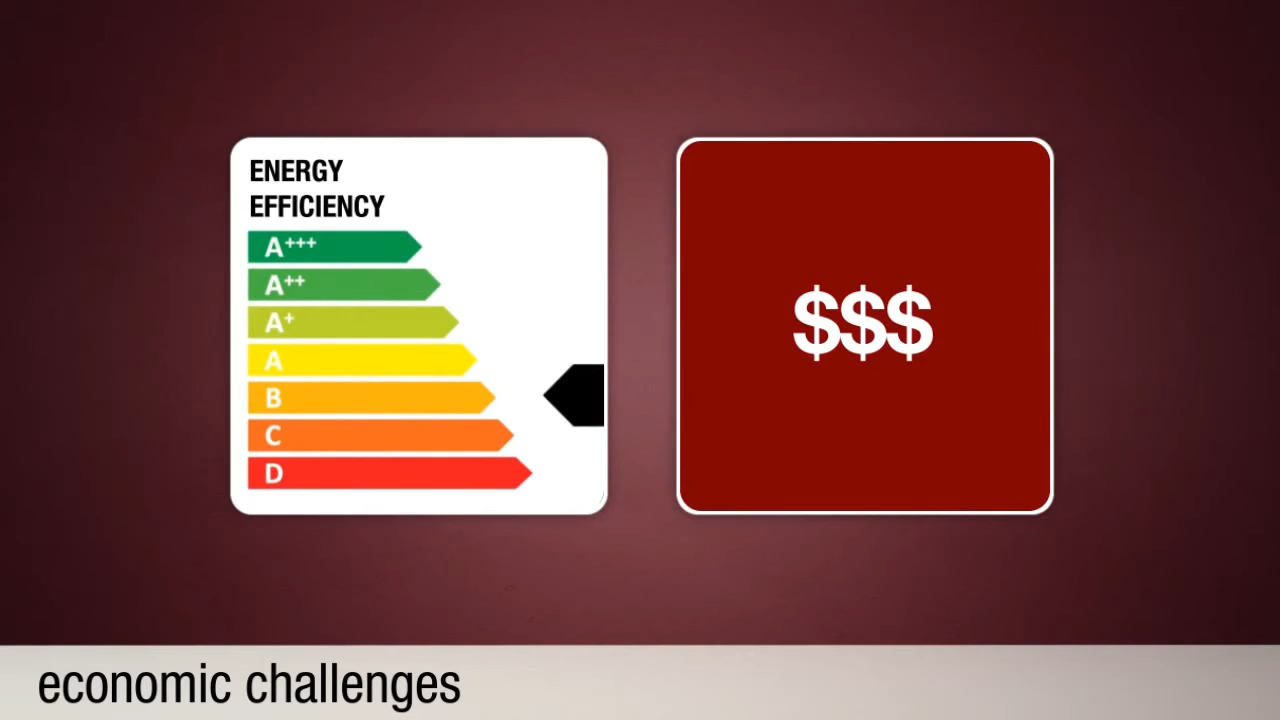 ENERGY
EFFICIENCY
A+++
A++
A+
A
B
C
D
$$$
economic challenges